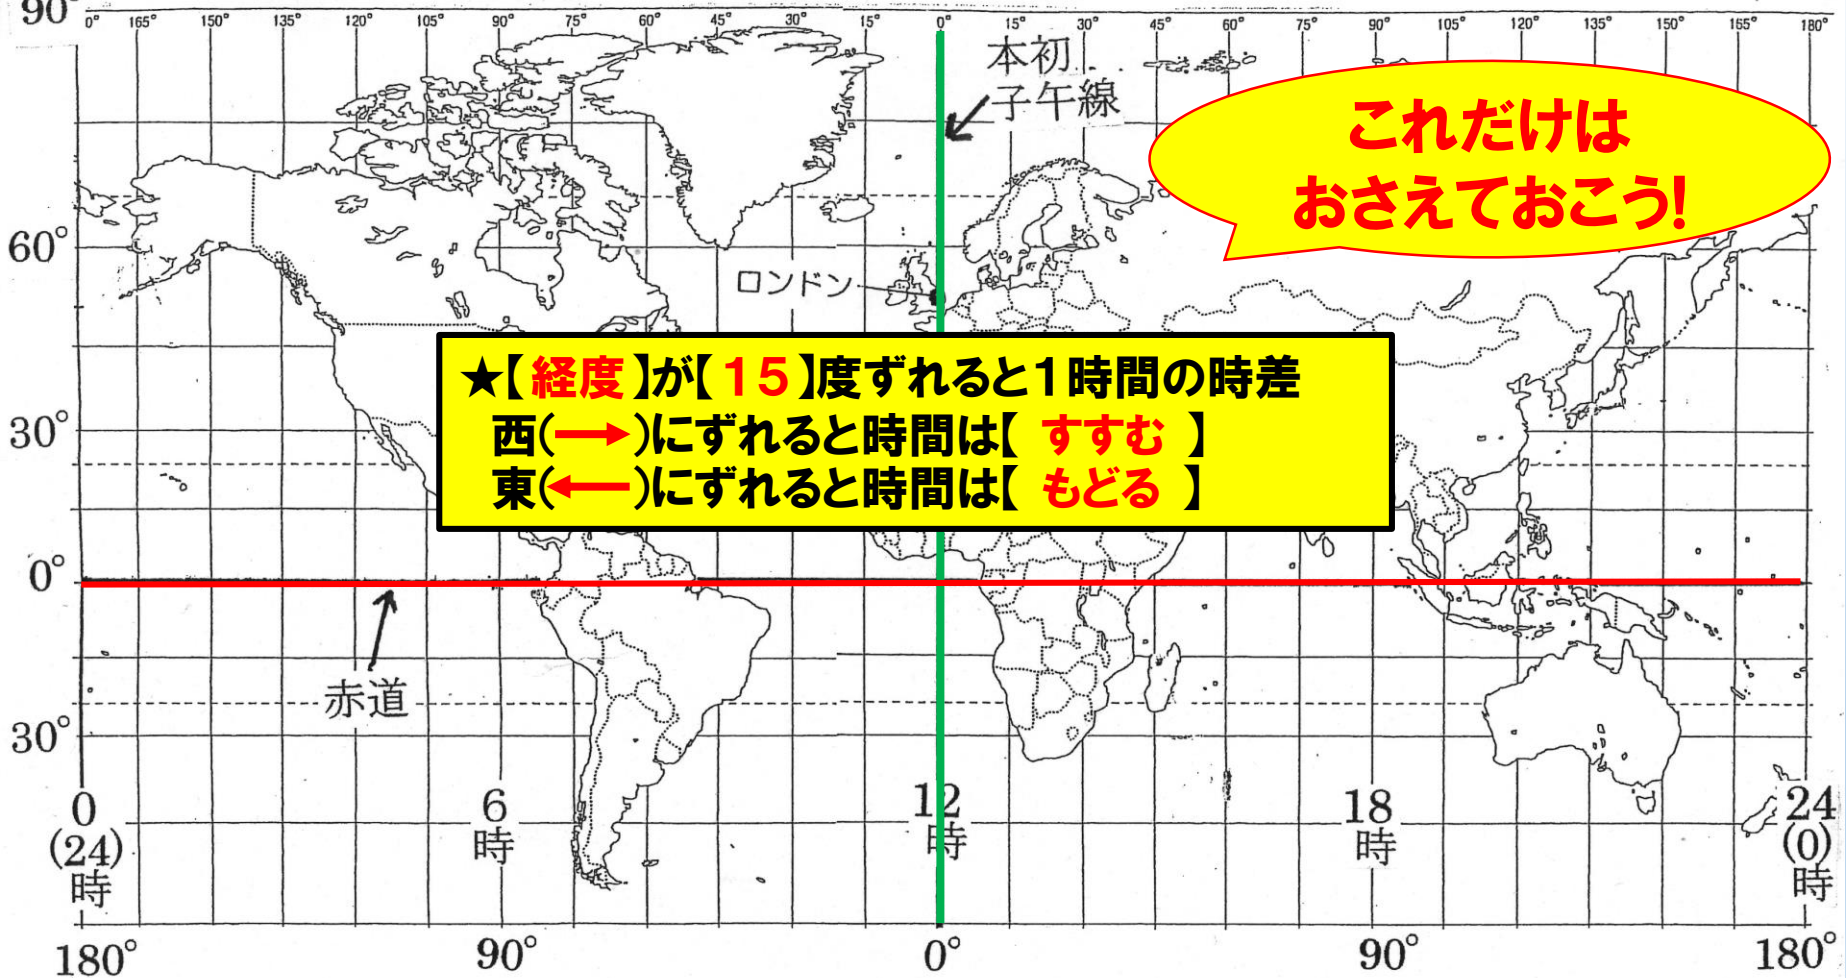 90°
0° 165° 150° 135° 120° 105° 90° 75° 60° 45° 30° 15° 0° 15° 30° 45° 60° 75° 90° 105° 120° 135° 150° 165° 180°
本初
子午線
これだけは
おさえておこう!
60°
ロンドン
★【経度】が【15】度ずれると1時間の時差
西(→)にずれると時間は【 すすむ 】
東(←)にずれると時間は【 もどる 】
30°
0°
赤道
30°
0
(24)
時
6
時
12
時
18
時
24
(0)
時
180° 90° 0° 90° 180°